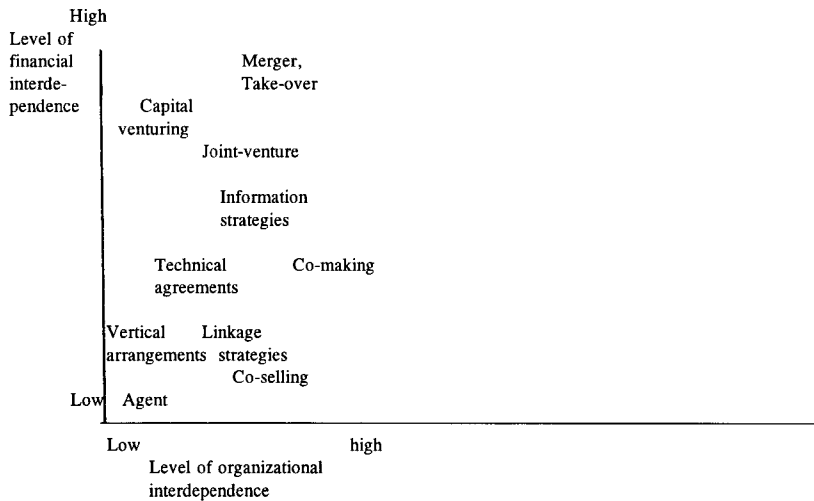 High
Level of
financial
interde-
pendence
Merger,
Take-over
Capital
venturing
Joint-venture
Information
strategies
Technical
agreements
Co-making
Vertical
arrangements
Linkage
strategies
Co-selling
Low
Agent
Low
high
Level of organizational
interdependence